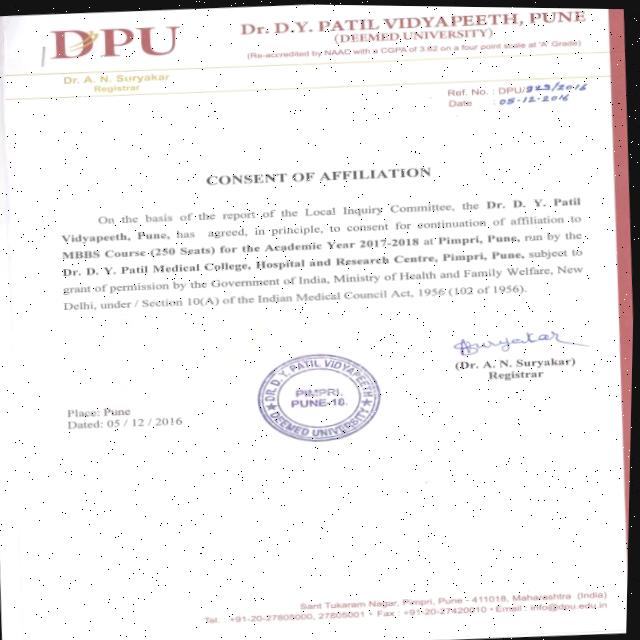 DPU
Dr. D.Y. PATIL VIDYAPEETH, PUNE
(DEEMED UNIVERSITY)
(Re-accredited by NAAC with a CGPA of 3.62 on a four point scale at 'A' Grade)
Dr. A. N. Suryakar
Registrar
Ref. No. : DPU/923/2016
Date : 05-12-2016
CONSENT OF AFFILIATION
On the basis of the report of the Local Inquiry Committee, the Dr. D. Y. Patil
Vidyapeeth, Pune, has agreed, in principle, to consent for continuation of affiliation to
MBBS Course (250 Seats) for the Academic Year 2017-2018 at Pimpri, Pune, run by the
Dr. D. Y. Patil Medical College, Hospital and Research Centre, Pimpri, Pune, subject to
grant of permission by the Government of India, Ministry of Health and Family Welfare, New
Delhi, under / Section 10(A) of the Indian Medical Council Act, 1956 (102 of 1956).
ASuryakar
(Dr. A. N. Suryakar)
Registrar
DR. D. Y. PATIL VIDYAPEETH
PIMPRI,
PUNE-18.
DEEMED UNIVERSITY
Place: Pune
Dated: 05 / 12 / 2016
Sant Tukaram Nagar, Pimpri, Pune - 411018, Maharashtra (India)
Tel. : +91-20-27805000, 27805001 • Fax : +91-20-27420010 • Email : info@dpu.edu.in